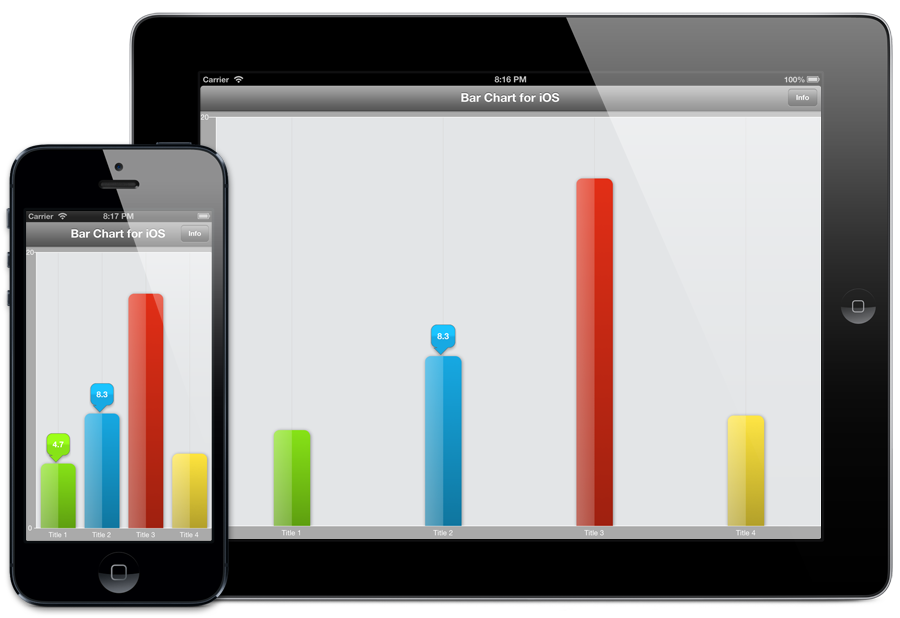 Carrier 8:16 PM 100%
Bar Chart for iOS Info
20
8.3
Title 1 Title 2 Title 3 Title 4
Carrier 8:17 PM
Bar Chart for iOS Info
20
8.3
4.7
0
Title 1 Title 2 Title 3 Title 4